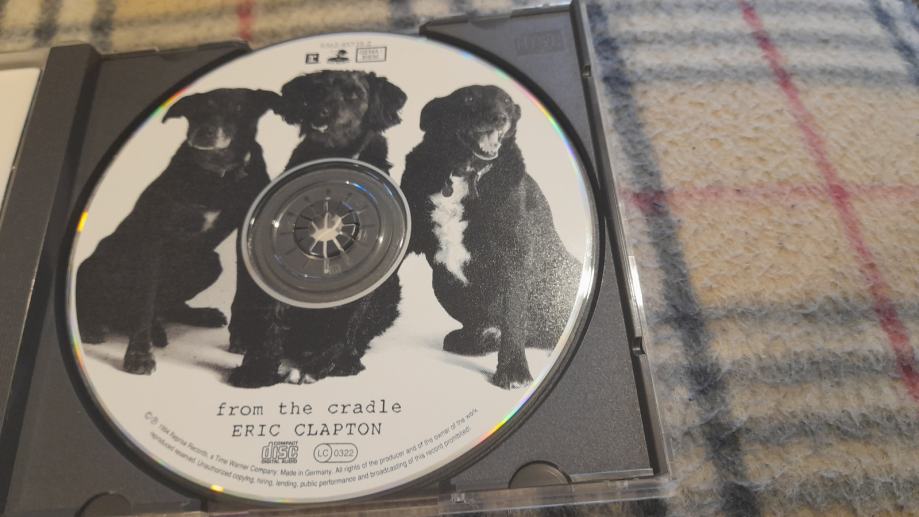 from the cradle
ERIC CLAPTON
COMPACT
disc
DIGITAL AUDIO
LC 0322
© ℗ 1994 Reprise Records, a Time Warner Company. Made in Germany. All rights of the producer and of the owner of the work
reproduced reserved. Unauthorized copying, hiring, lending, public performance and broadcasting of this record prohibited.